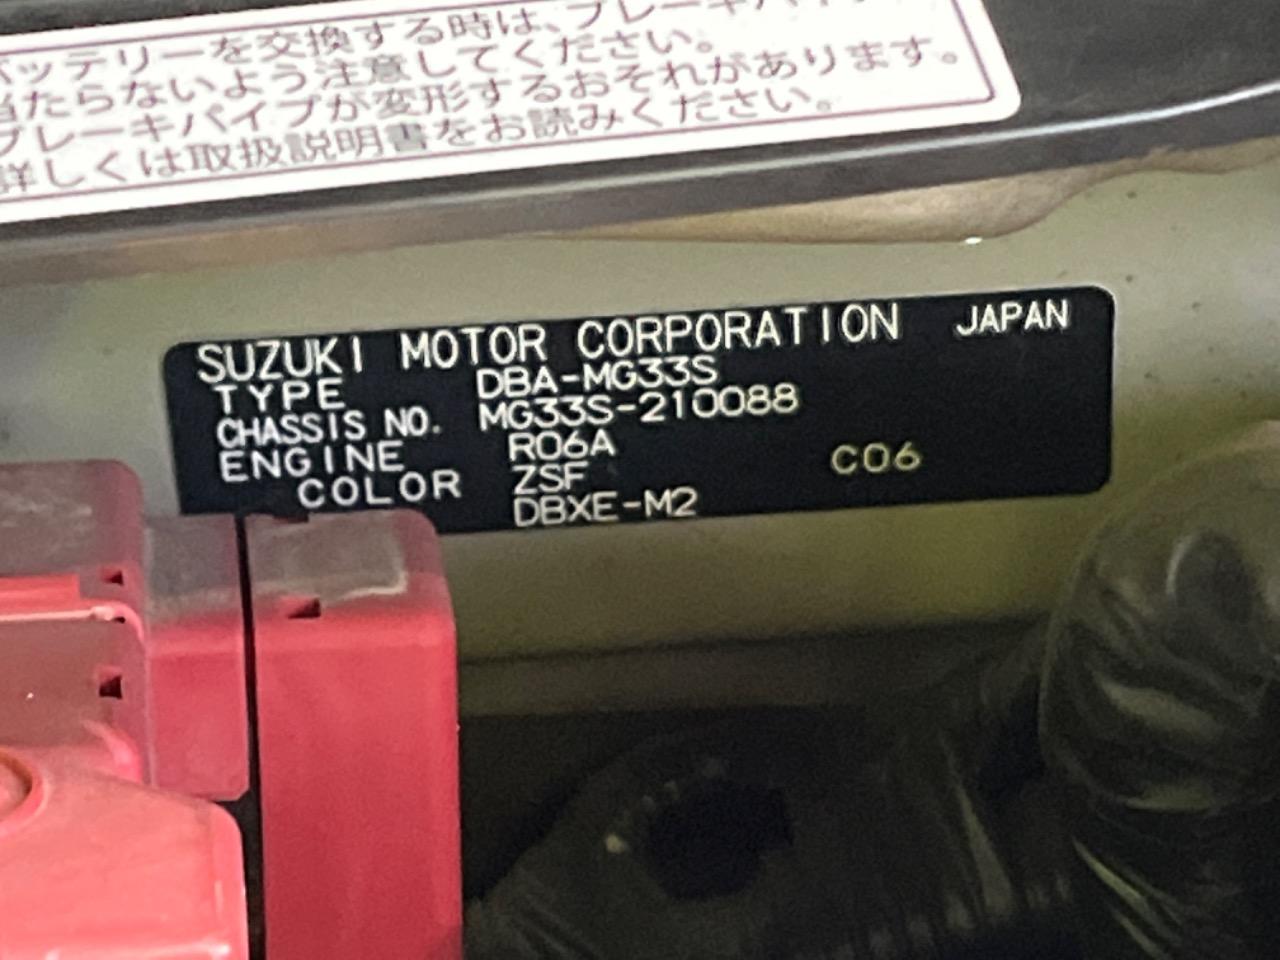 バッテリーを交換する時は、ブレーキパイプ
当たらないよう注意してください。
ブレーキパイプが変形するおそれがあります。
詳しくは取扱説明書をお読みください。
SUZUKI MOTOR CORPORATION JAPAN
TYPE DBA-MG33S
CHASSIS NO. MG33S-210088
ENGINE R06A
COLOR ZSF C06
DBXE-M2